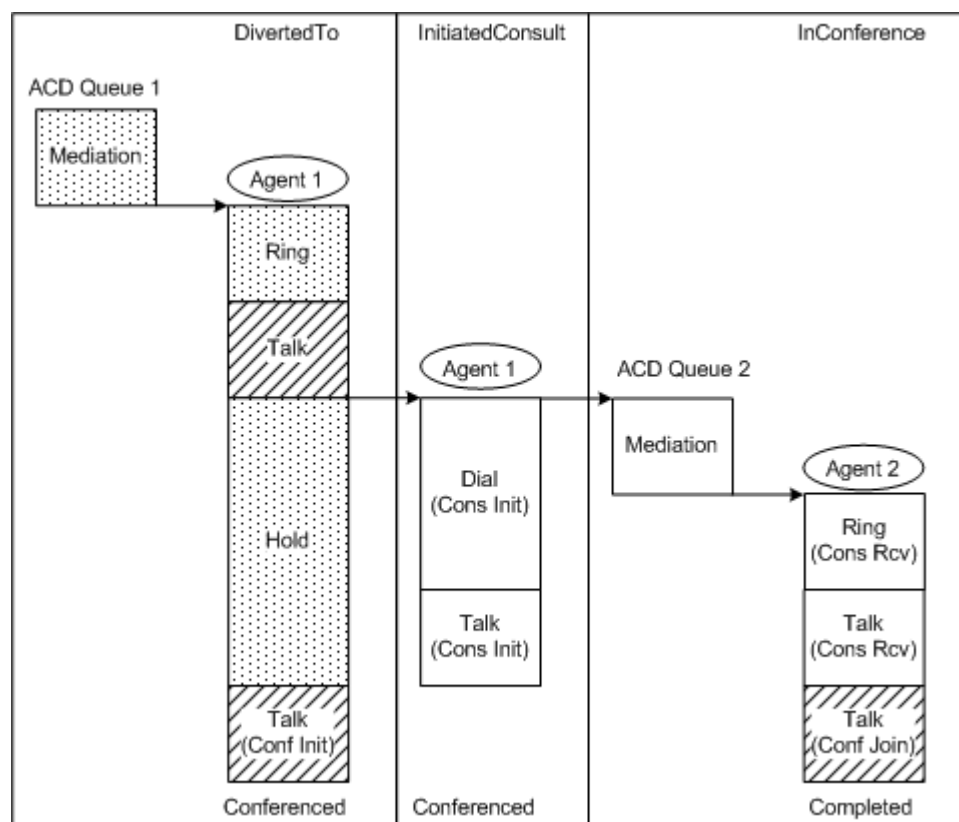 DivertedTo
InitiatedConsult
InConference
ACD Queue 1
Mediation
Agent 1
Ring
Talk
Hold
Talk
(Conf Init)
Conferenced
Agent 1
Dial
(Cons Init)
Talk
(Cons Init)
Conferenced
ACD Queue 2
Mediation
Agent 2
Ring
(Cons Rcv)
Talk
(Cons Rcv)
Talk
(Conf Join)
Completed